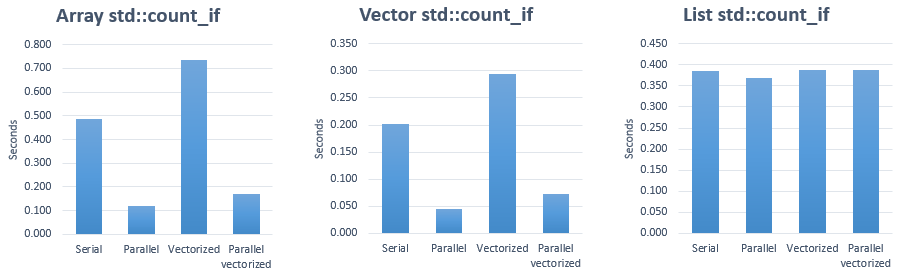 Array std::count_if
0.800
0.700
0.600
0.500
0.400
0.300
0.200
0.100
0.000
Seconds
Serial
Parallel
Vectorized
Parallel
vectorized
Vector std::count_if
0.350
0.300
0.250
0.200
0.150
0.100
0.050
0.000
Seconds
Serial
Parallel
Vectorized
Parallel
vectorized
List std::count_if
0.450
0.400
0.350
0.300
0.250
0.200
0.150
0.100
0.050
0.000
Seconds
Serial
Parallel
Vectorized
Parallel
vectorized